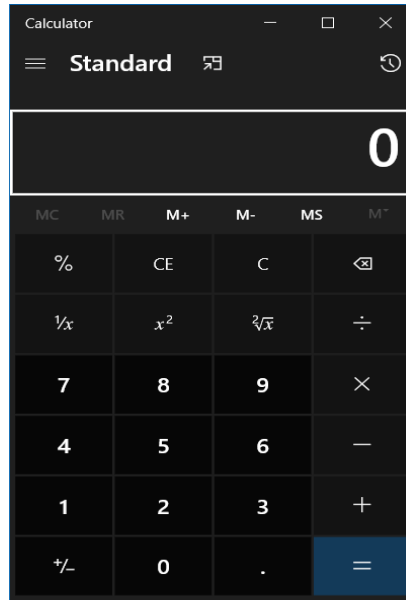 Calculator
Standard
0
MC MR M+ M- MS M˅
% CE C
¹/x x² ²√x ÷
7 8 9 ×
4 5 6 −
1 2 3 +
+/− 0 . =